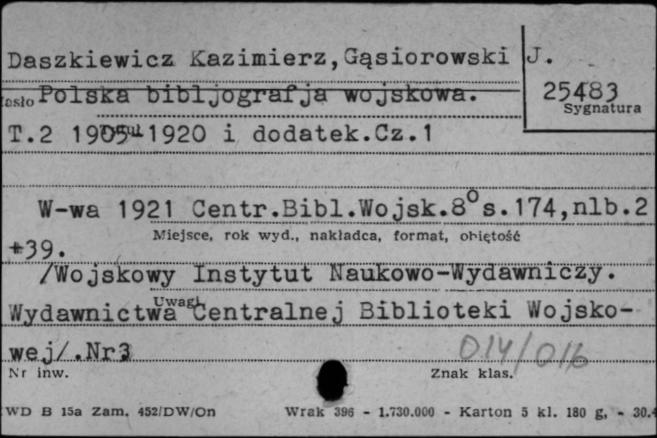 Daszkiewicz Kazimierz, Gąsiorowski J.
Hasło Polska bibljografja wojskowa.
25483
Sygnatura
T.2 1905 1920 i dodatek.Cz.1
W-wa 1921 Centr.Bibl.Wojsk.8° s.174,nlb.2
Miejsce, rok wyd., nakładca, format, objętość
+39.
/Wojskowy Instytut Naukowo-Wydawniczy.
Uwagi
Wydawnictwa Centralnej Biblioteki Wojsko-
wej/.Nr3
014/016
Nr inw.
Znak klas.
WD B 15a Zam. 452/DW/On Wrak 396 - 1.730.000 - Karton 5 kl. 180 g, - 30.4